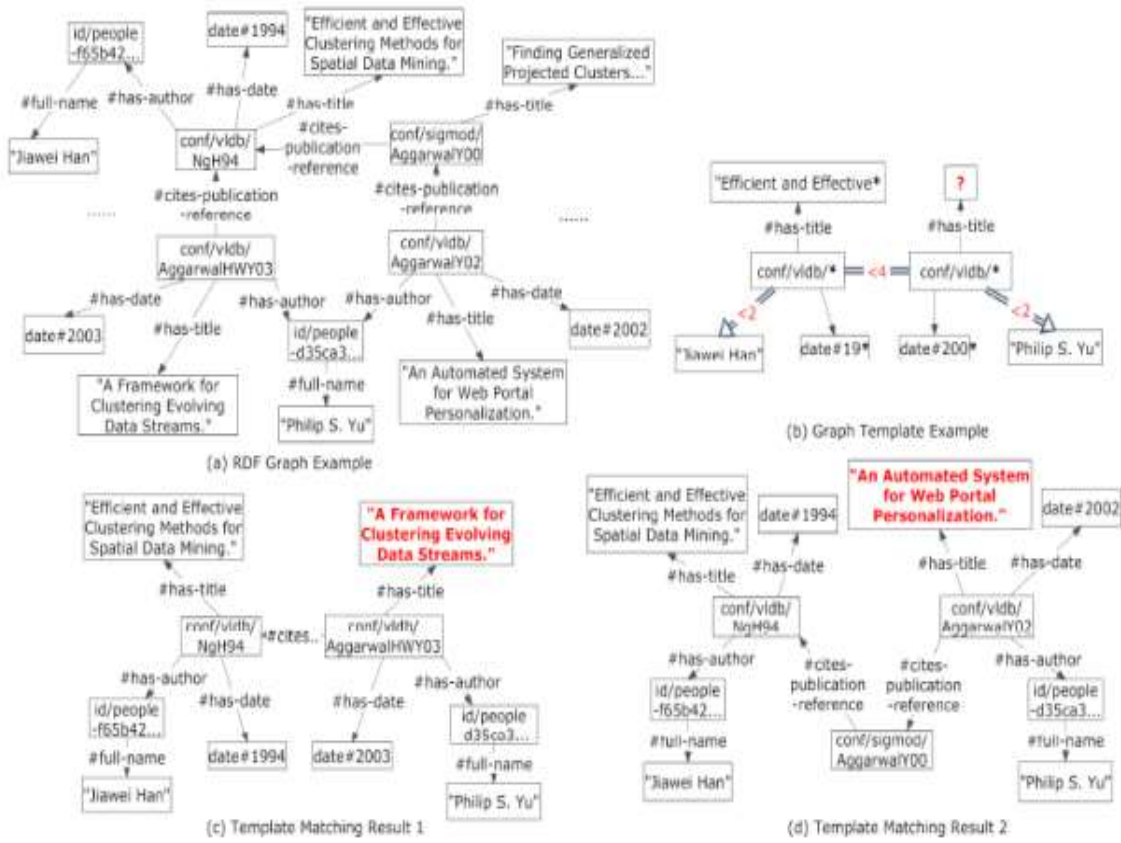 id/people
-f65b42...
date#1994
"Efficient and Effective
Clustering Methods for
Spatial Data Mining."
"Finding Generalized
Projected Clusters..."
#full-name
#has-author
#has-date
#has-title
#has-title
"Jiawei Han"
conf/vldb/
NgH94
#cites-
publication
-reference
conf/sigmod/
AggarwalY00
#cites-publication
-reference
#cites-publication
-reference
......
......
conf/vldb/
AggarwalHWY03
conf/vldb/
AggarwalY02
#has-date
#has-author
#has-author
#has-date
date#2003
#has-title
id/people
-d35ca3...
#has-title
date#2002
"A Framework for
Clustering Evolving
Data Streams."
#full-name
"An Automated System
for Web Portal
Personalization."
"Philip S. Yu"
(a) RDF Graph Example
"Efficient and Effective*
?
#has-title
#has-title
conf/vldb/*
<4
conf/vldb/*
<2
<2
"Jiawei Han"
date#19*
date#200*
"Philip S. Yu"
(b) Graph Template Example
"Efficient and Effective
Clustering Methods for
Spatial Data Mining."
"A Framework for
Clustering Evolving
Data Streams."
#has-title
#has-title
conf/vldb/
NgH94
#cites..
conf/vldb/
AggarwalHWY03
#has-author
#has-date
#has-date
#has-author
id/people
-f65b42...
id/people
-d35ca3...
#full-name
date#1994
date#2003
#full-name
"Jiawei Han"
"Philip S. Yu"
(c) Template Matching Result 1
"Efficient and Effective
Clustering Methods for
Spatial Data Mining."
date#1994
"An Automated System
for Web Portal
Personalization."
date#2002
#has-title
#has-date
#has-title
#has-date
conf/vldb/
NgH94
conf/vldb/
AggarwalY02
#has-author
#cites-
publication
-reference
#cites-
publication
-reference
#has-author
id/people
-f65b42...
id/people
-d35ca3...
#full-name
conf/sigmod/
AggarwalY00
#full-name
"Jiawei Han"
"Philip S. Yu"
(d) Template Matching Result 2